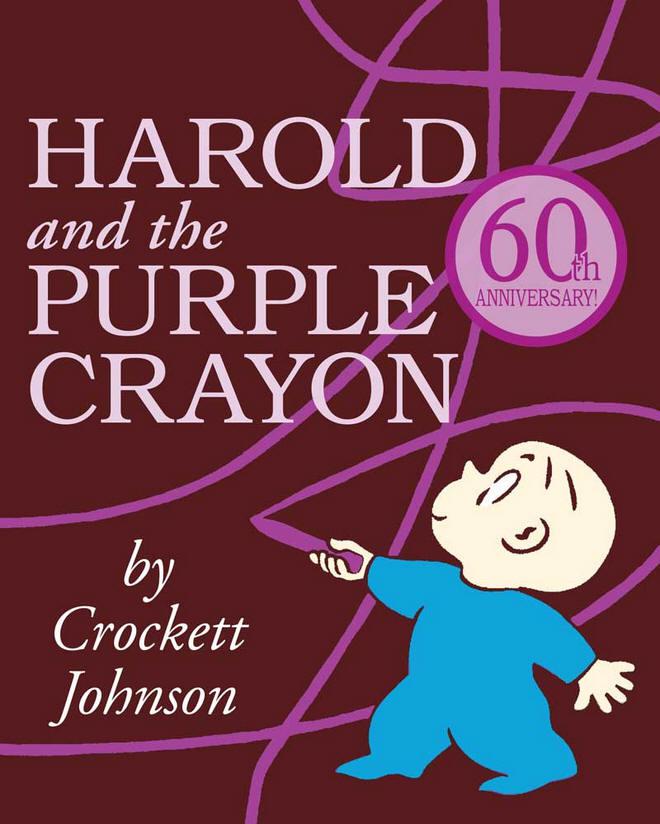 HAROLD
and the
PURPLE
CRAYON
60th
ANNIVERSARY!
by
Crockett
Johnson